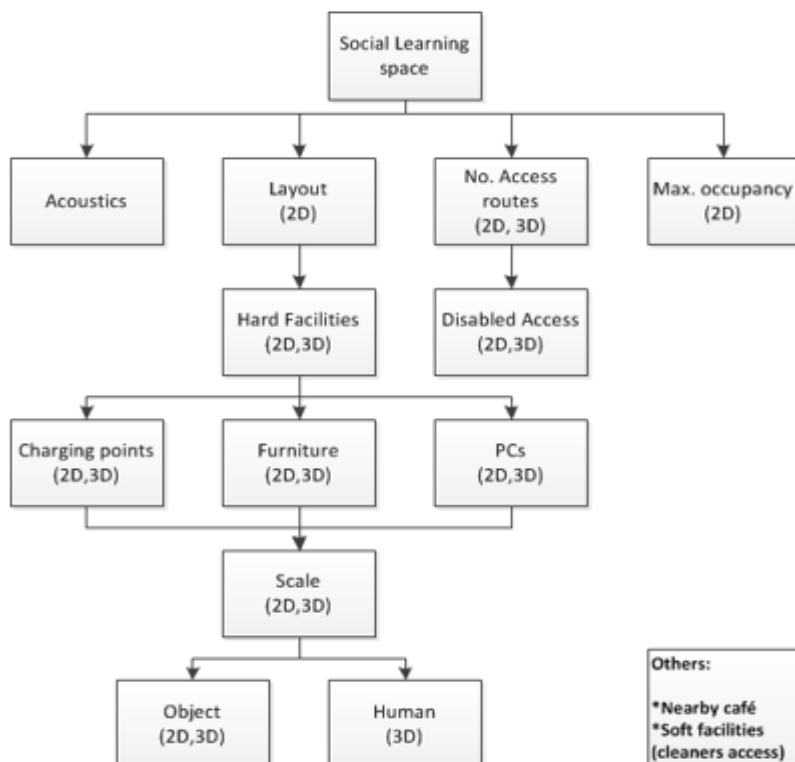 Social Learning
space
Acoustics
Layout
(2D)
No. Access
routes
(2D, 3D)
Max. occupancy
(2D)
Hard Facilities
(2D,3D)
Disabled Access
(2D,3D)
Charging points
(2D,3D)
Furniture
(2D,3D)
PCs
(2D,3D)
Scale
(2D,3D)
Object
(2D,3D)
Human
(3D)
Others:
*Nearby café
*Soft facilities
(cleaners access)